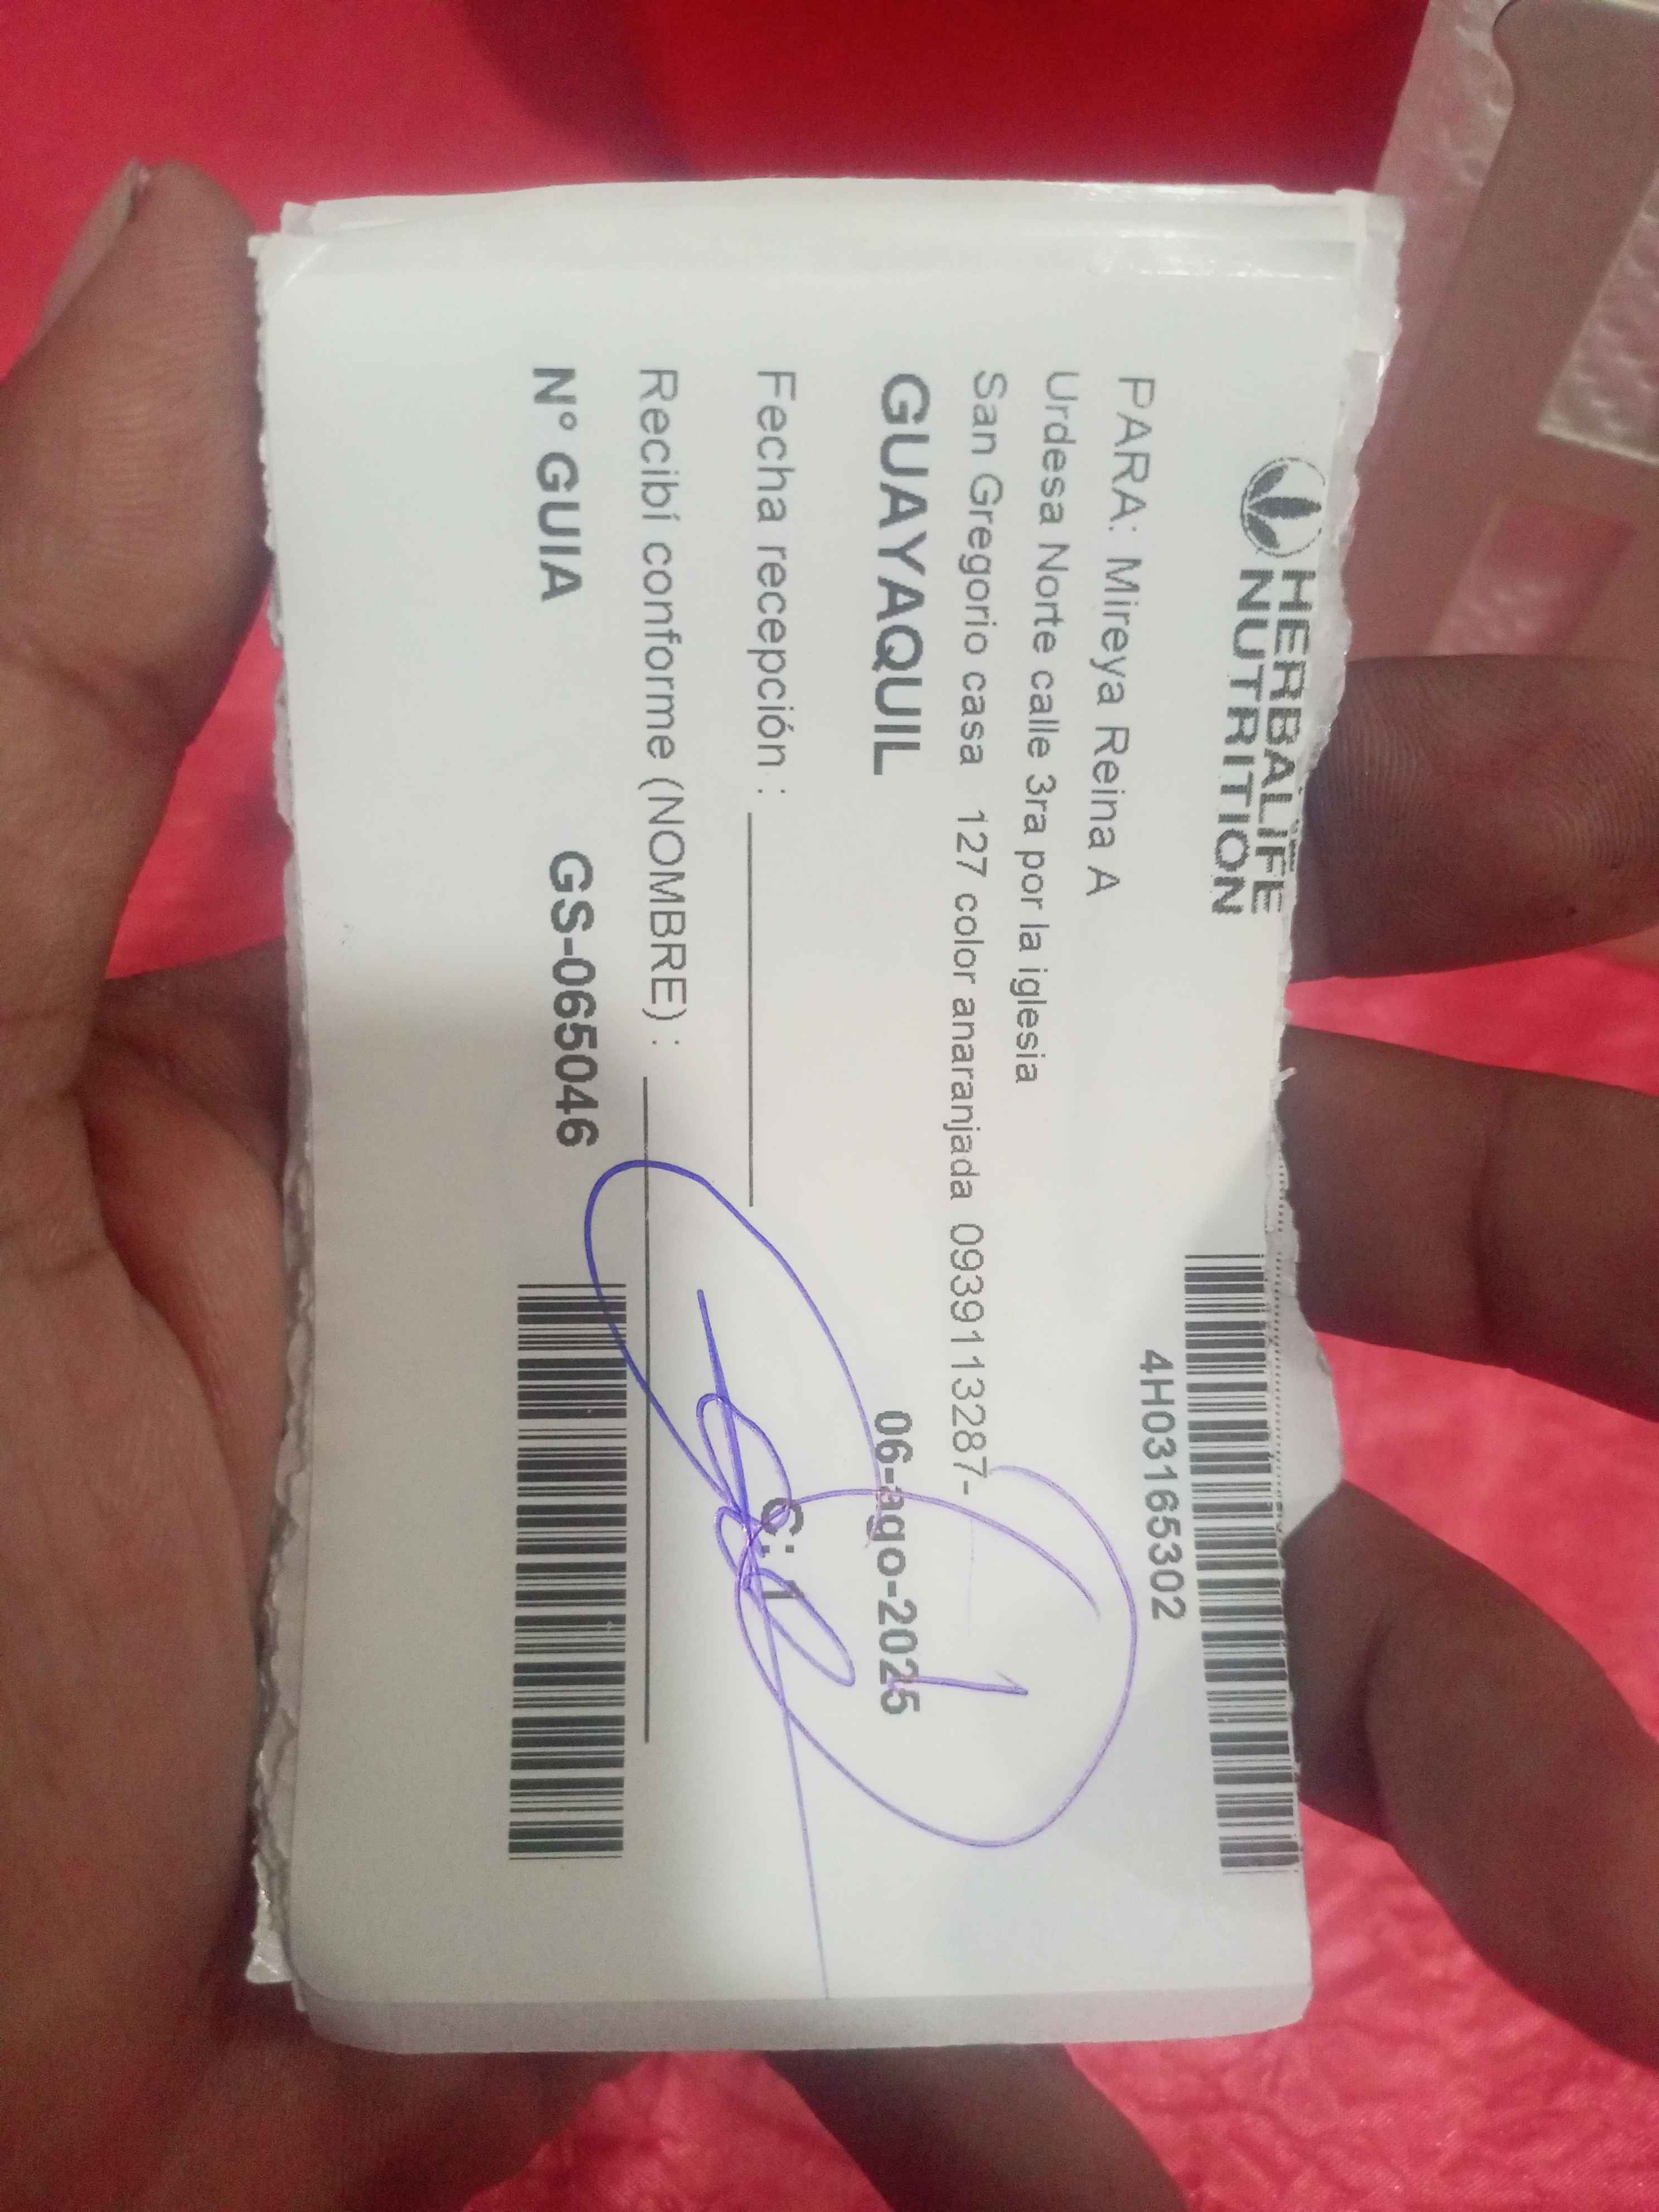 HERBALIFE
NUTRITION
4H03165302
PARA: Mireya Reina A
Urdesa Norte calle 3ra por la iglesia
San Gregorio casa 127 color anaranjada 0939113287-
GUAYAQUIL 06-ago-2025
Fecha recepción :
C: 1
Recibí conforme (NOMBRE) :
N° GUIA GS-065046